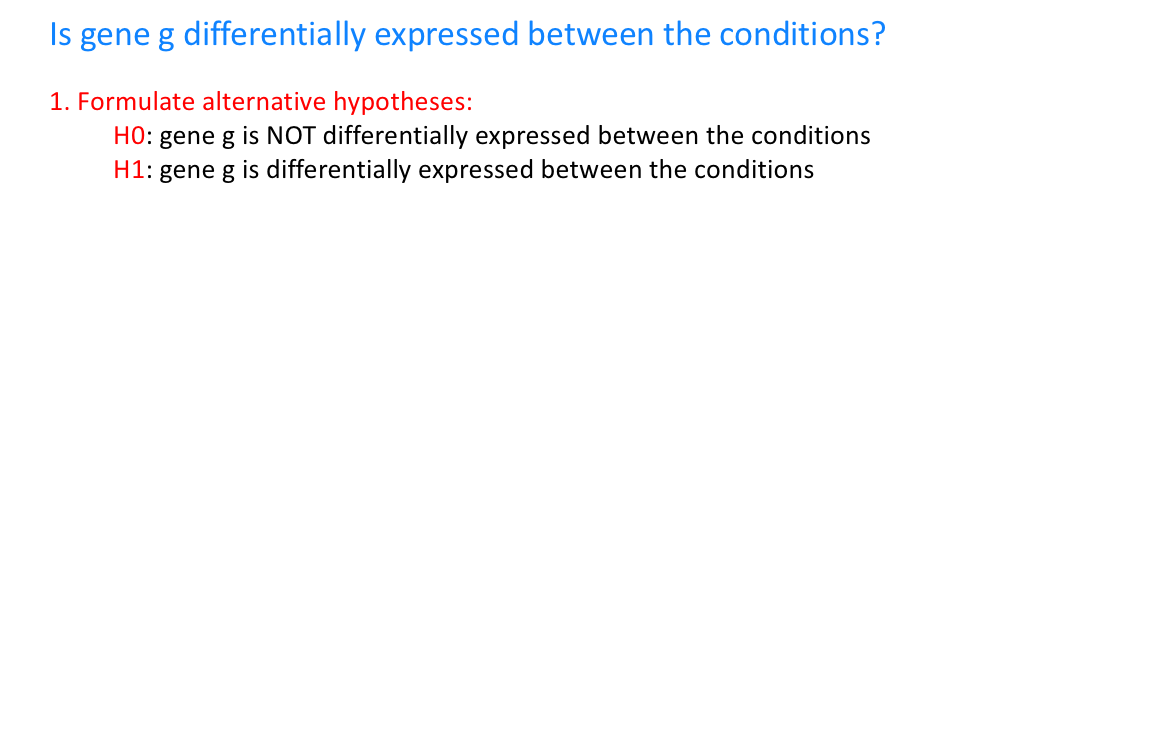 Is gene g differentially expressed between the conditions?
1. Formulate alternative hypotheses:
H0: gene g is NOT differentially expressed between the conditions
H1: gene g is differentially expressed between the conditions